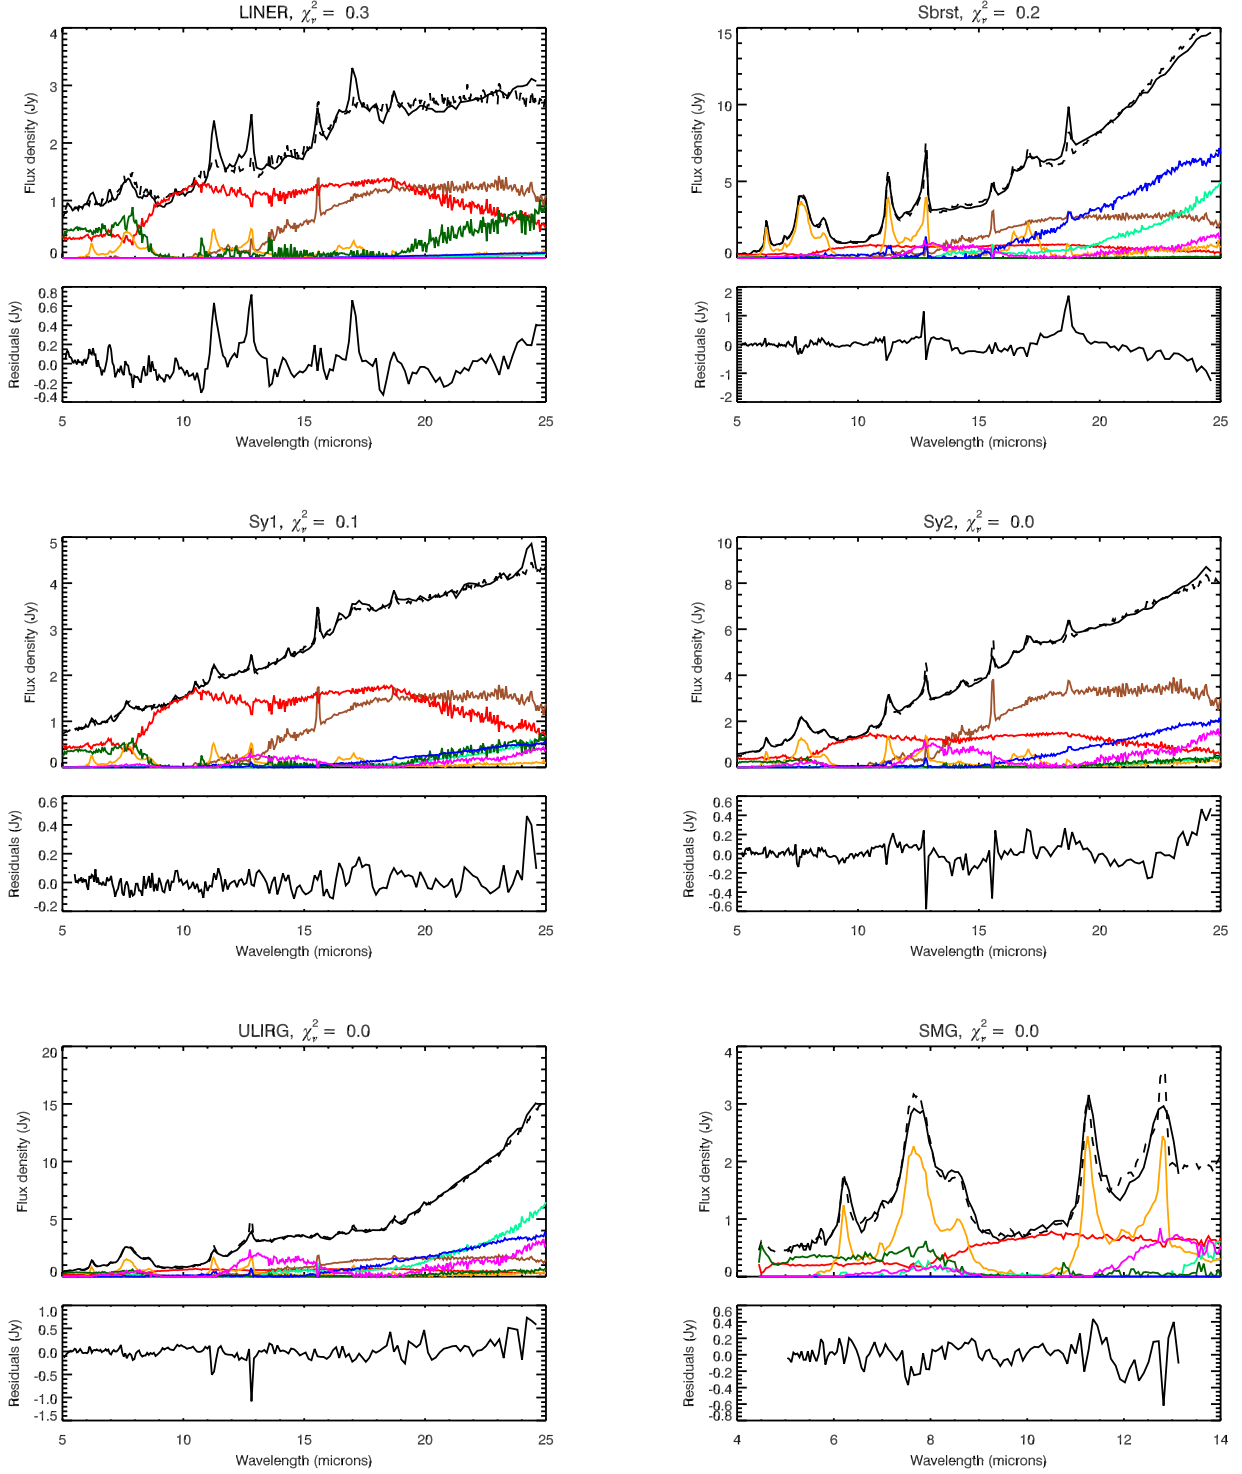 LINER, χ²ᵥ = 0.3
4
3
2
1
0
Flux density (Jy)
0.8
0.6
0.4
0.2
0.0
-0.2
-0.4
Residuals (Jy)
5 10 15 20 25
Wavelength (microns)
Sbrst, χ²ᵥ = 0.2
15
10
5
0
Flux density (Jy)
2
1
0
-1
-2
Residuals (Jy)
5 10 15 20 25
Wavelength (microns)
Sy1, χ²ᵥ = 0.1
5
4
3
2
1
0
Flux density (Jy)
0.6
0.4
0.2
0.0
-0.2
Residuals (Jy)
5 10 15 20 25
Wavelength (microns)
Sy2, χ²ᵥ = 0.0
10
8
6
4
2
0
Flux density (Jy)
0.6
0.4
0.2
0.0
-0.2
-0.4
-0.6
Residuals (Jy)
5 10 15 20 25
Wavelength (microns)
ULIRG, χ²ᵥ = 0.0
20
15
10
5
0
Flux density (Jy)
1.0
0.5
0.0
-0.5
-1.0
-1.5
Residuals (Jy)
5 10 15 20 25
Wavelength (microns)
SMG, χ²ᵥ = 0.0
4
3
2
1
0
Flux density (Jy)
0.6
0.4
0.2
0.0
-0.2
-0.4
-0.6
-0.8
Residuals (Jy)
4 6 8 10 12 14
Wavelength (microns)